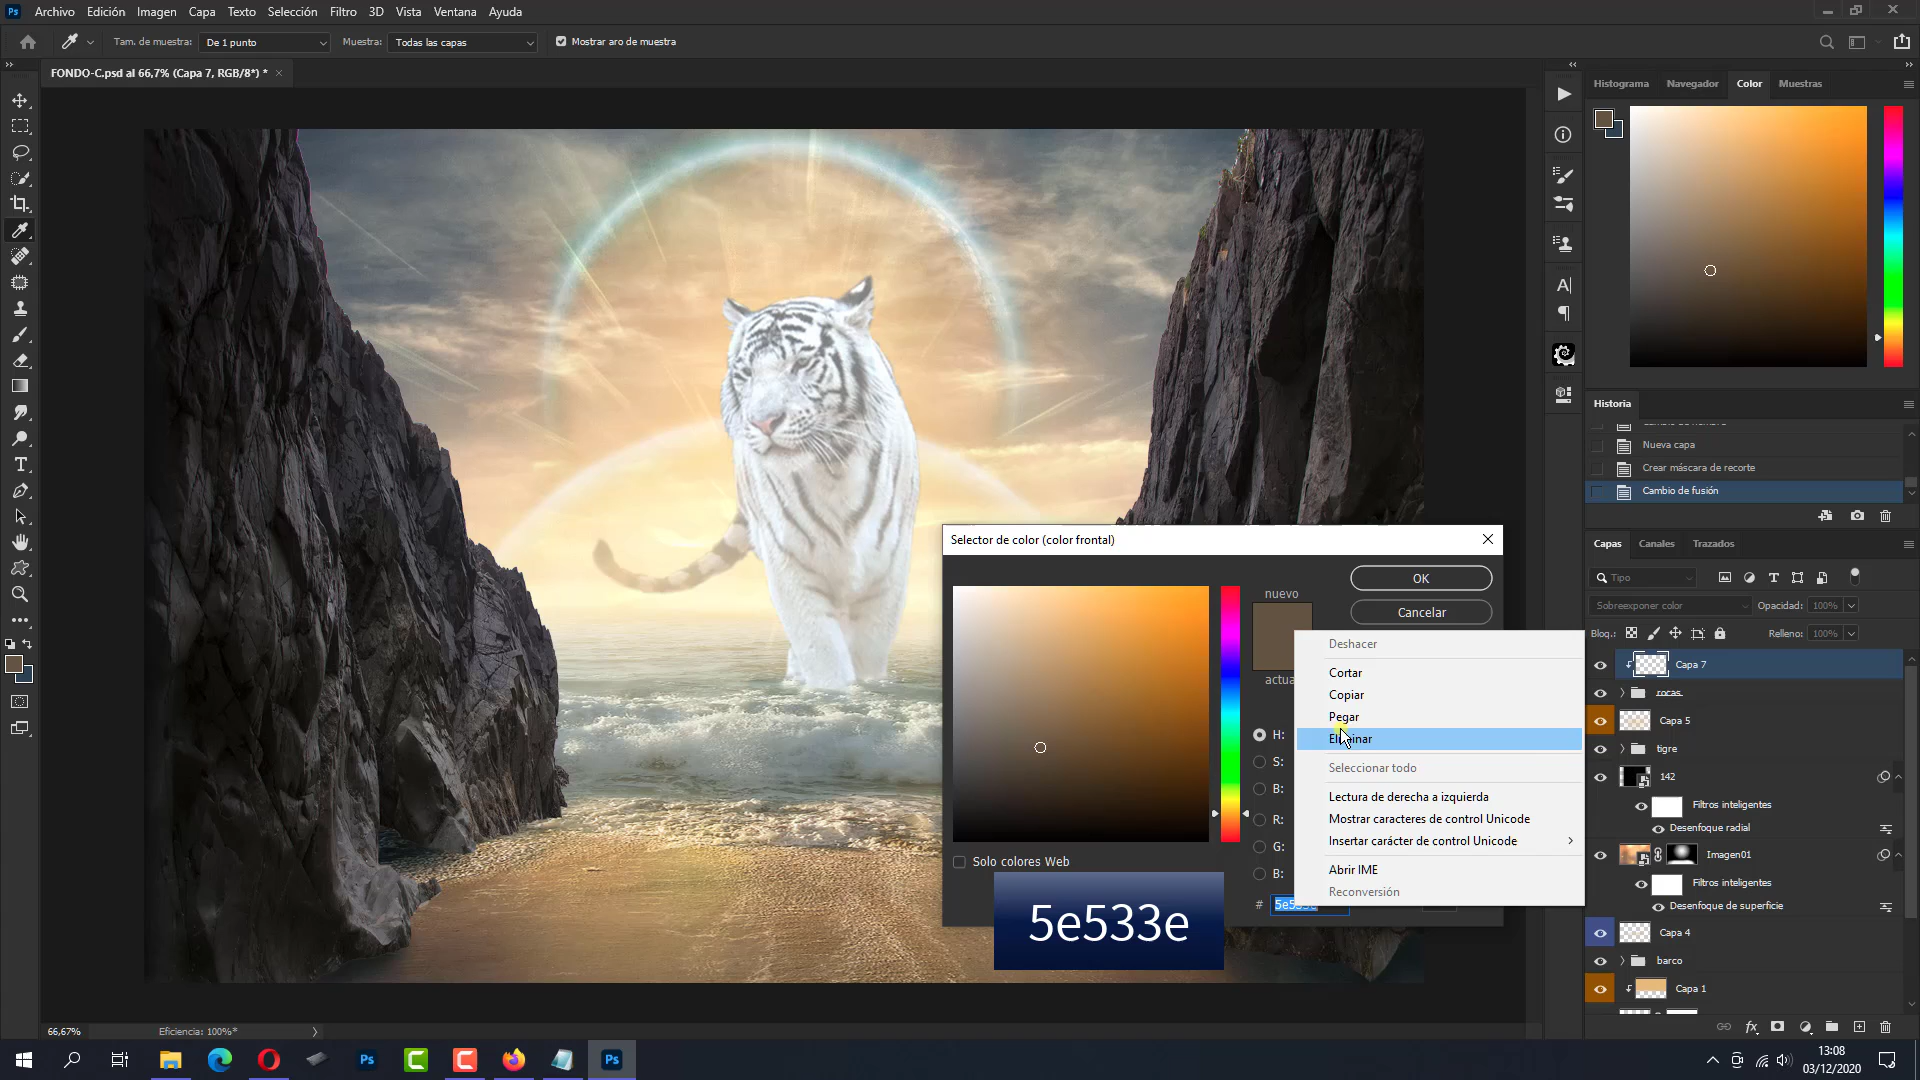 Ps Archivo Edición Imagen Capa Texto Selección Filtro 3D Vista Ventana Ayuda
Tam. de muestra: De 1 punto Muestra: Todas las capas Mostrar aro de muestra
FONDO-C.psd al 66,7% (Capa 7, RGB/8*) *
Histograma Navegador Color Muestras
Historia
Nueva capa
Crear máscara de recorte
Cambio de fusión
Selector de color (color frontal)
nuevo
OK
Cancelar
actua
H:
S:
B:
R:
G:
B:
Solo colores Web
# 5e533e
5e533e
Deshacer
Cortar
Copiar
Pegar
Eliminar
Seleccionar todo
Lectura de derecha a izquierda
Mostrar caracteres de control Unicode
Insertar carácter de control Unicode
Abrir IME
Reconversión
Capas Canales Trazados
Tipo
Sobreexponer color Opacidad: 100%
Bloq.: Relleno: 100%
Capa 7
rocas
Capa 5
tigre
142
Filtros inteligentes
Desenfoque radial
Imagen01
Filtros inteligentes
Desenfoque de superficie
Capa 4
barco
Capa 1
fx
66,67% Eficiencia: 100%*
Ps
Ps
13:08
03/12/2020